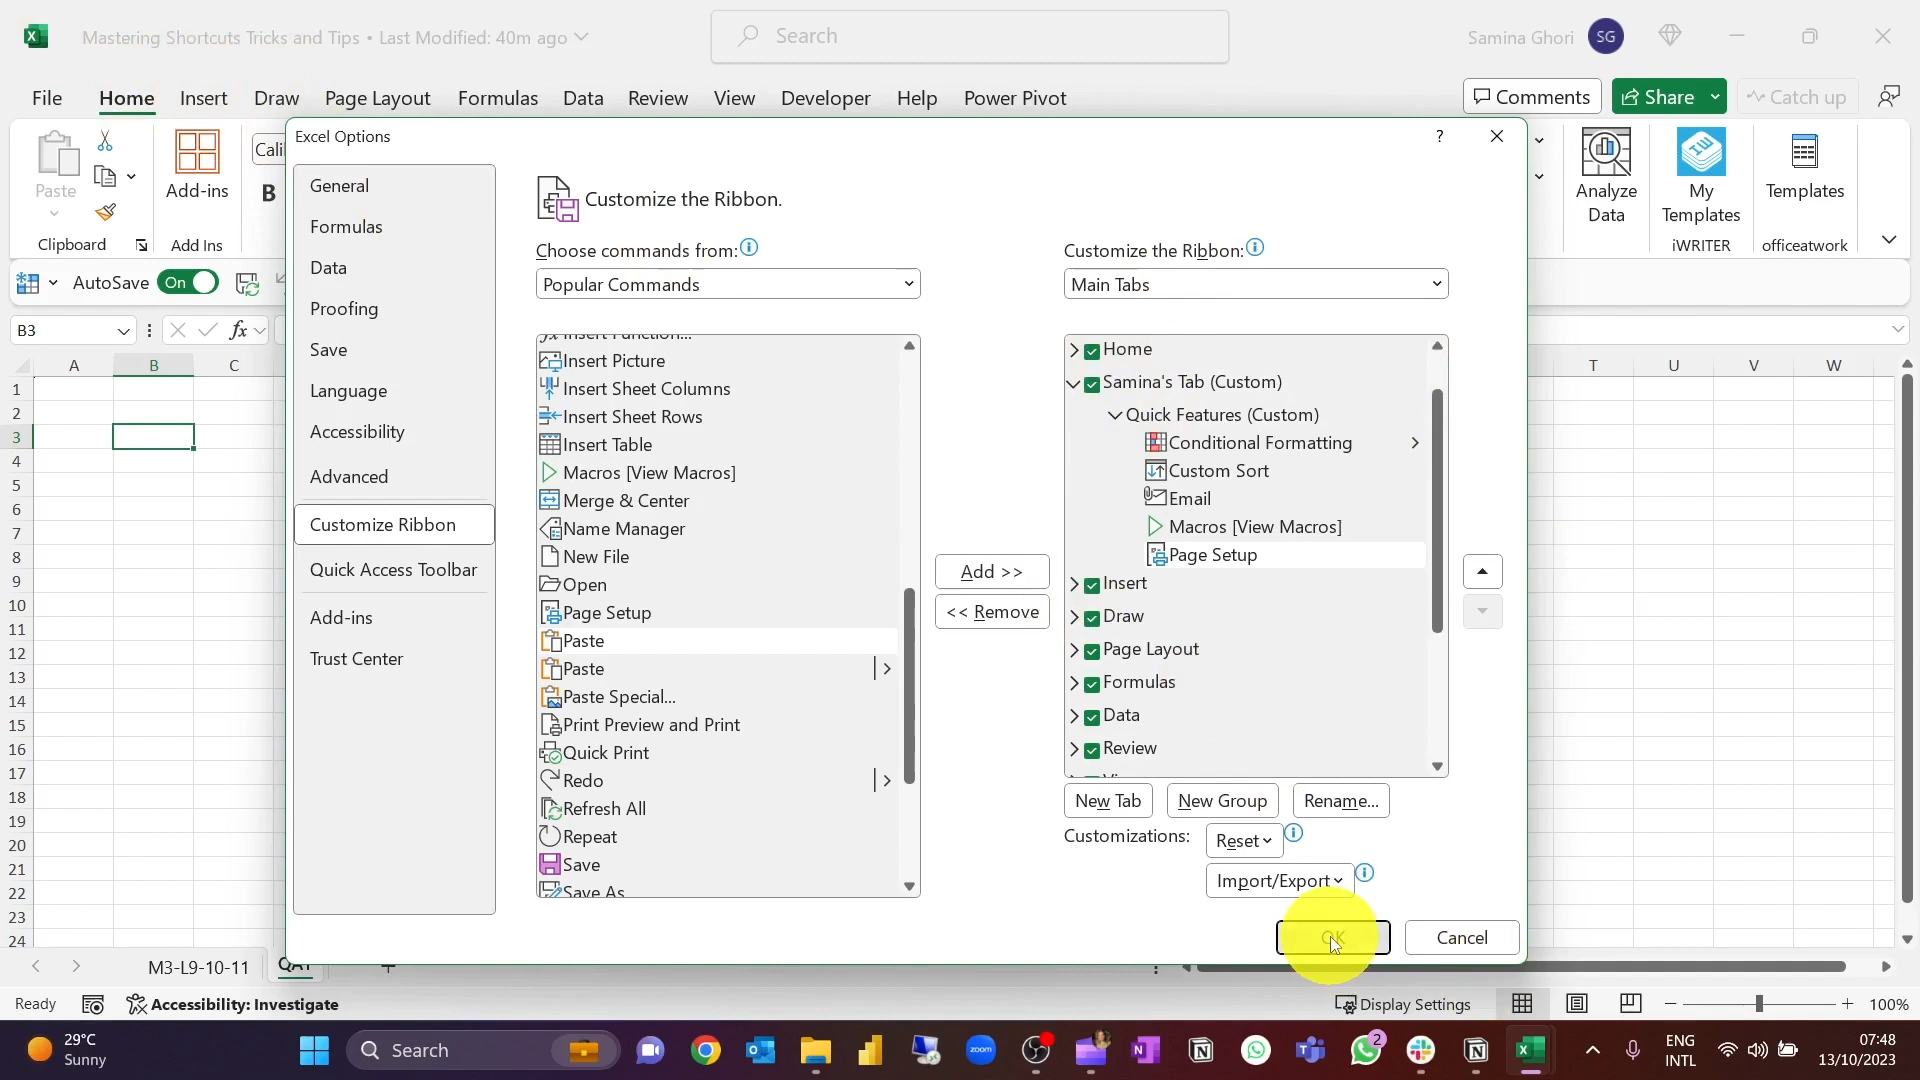 Mastering Shortcuts Tricks and Tips • Last Modified: 40m ago
Search
Samina Ghori
SG
File Home Insert Draw Page Layout Formulas Data Review View Developer Help Power Pivot
Comments
Share
Catch up
Paste
Clipboard
Add-ins
Add Ins
Cali
B
Analyze
Data
My
Templates
iWRITER
Templates
officeatwork
AutoSave On
B3
fx
A B C T U V W
1
2
3
4
5
6
7
8
9
10
11
12
13
14
15
16
17
18
19
20
21
22
23
24
Excel Options
?
General
Formulas
Data
Proofing
Save
Language
Accessibility
Advanced
Customize Ribbon
Quick Access Toolbar
Add-ins
Trust Center
Customize the Ribbon.
Choose commands from:
Popular Commands
Insert Function...
Insert Picture
Insert Sheet Columns
Insert Sheet Rows
Insert Table
Macros [View Macros]
Merge & Center
Name Manager
New File
Open
Page Setup
Paste
Paste
Paste Special...
Print Preview and Print
Quick Print
Redo
Refresh All
Repeat
Save
Save As
Add >>
<< Remove
Customize the Ribbon:
Main Tabs
Home
Samina's Tab (Custom)
Quick Features (Custom)
Conditional Formatting
Custom Sort
Email
Macros [View Macros]
Page Setup
Insert
Draw
Page Layout
Formulas
Data
Review
New Tab
New Group
Rename...
Customizations:
Reset
Import/Export
OK
Cancel
M3-L9-10-11
Ready
Accessibility: Investigate
Display Settings
100%
29°C
Sunny
Search
zoom
2
ENG
INTL
07:48
13/10/2023